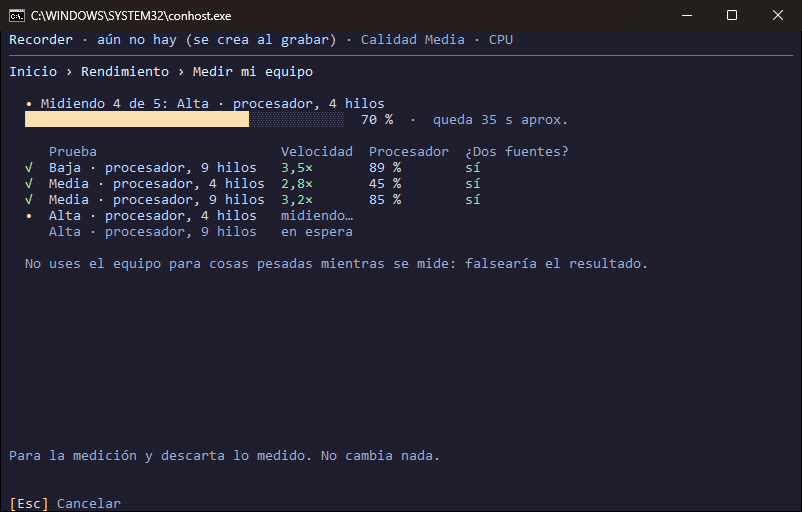 C:\WINDOWS\SYSTEM32\conhost.exe
Recorder · aún no hay (se crea al grabar) · Calidad Media · CPU
Inicio › Rendimiento › Medir mi equipo
• Midiendo 4 de 5: Alta · procesador, 4 hilos
70 % · queda 35 s aprox.
Prueba Velocidad Procesador ¿Dos fuentes?
√ Baja · procesador, 9 hilos 3,5× 89 % sí
√ Media · procesador, 4 hilos 2,8× 45 % sí
√ Media · procesador, 9 hilos 3,2× 85 % sí
• Alta · procesador, 4 hilos midiendo…
Alta · procesador, 9 hilos en espera
No uses el equipo para cosas pesadas mientras se mide: falsearía el resultado.
Para la medición y descarta lo medido. No cambia nada.
[Esc] Cancelar